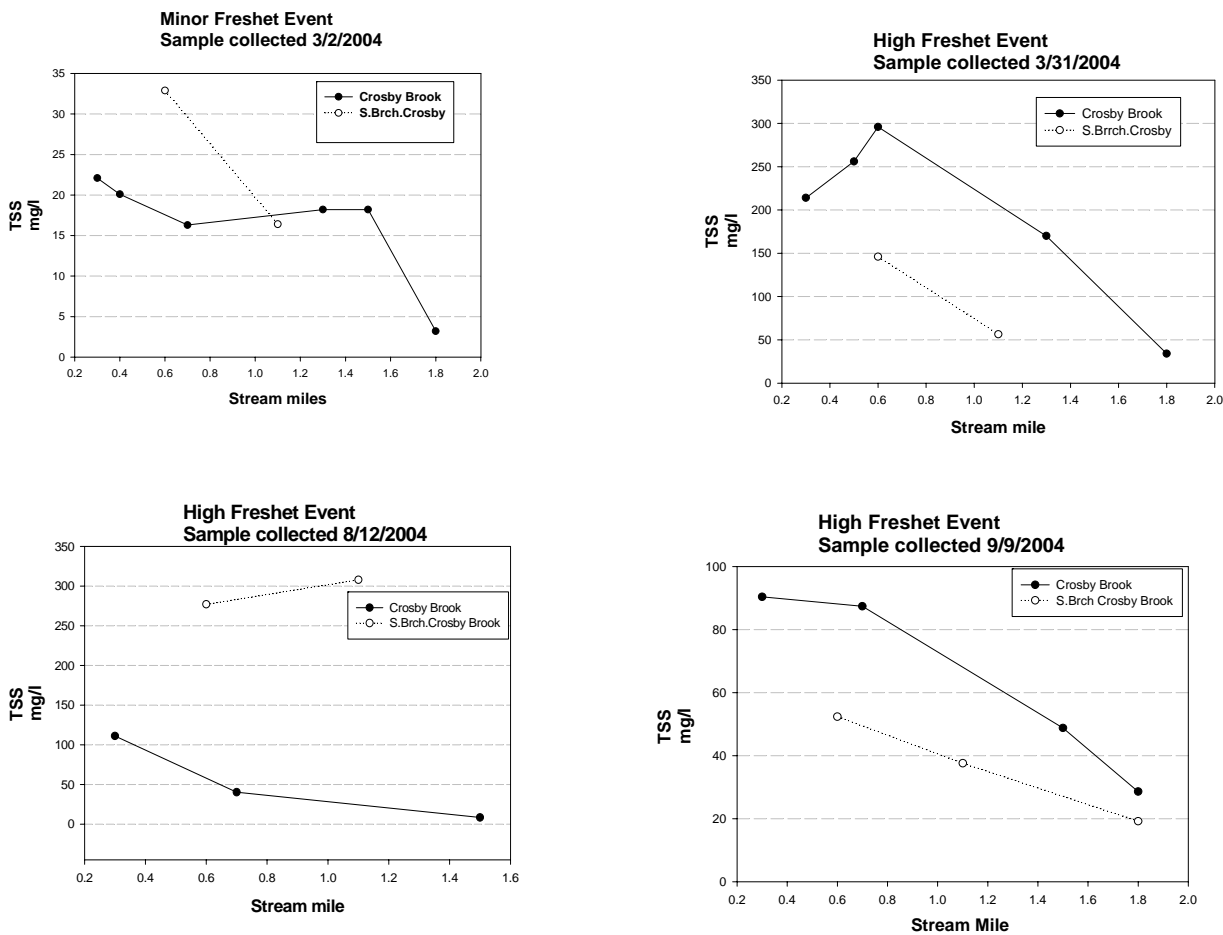 Minor Freshet Event
Sample collected 3/2/2004
35
30
25
20
15
10
5
0
TSS
mg/l
Crosby Brook
S.Brch.Crosby
0.2 0.4 0.6 0.8 1.0 1.2 1.4 1.6 1.8 2.0
Stream miles
High Freshet Event
Sample collected 3/31/2004
350
300
250
200
150
100
50
0
TSS
mg/l
Crosby Brook
S.Brrch.Crosby
0.2 0.4 0.6 0.8 1.0 1.2 1.4 1.6 1.8 2.0
Stream mile
High Freshet Event
Sample collected 8/12/2004
350
300
250
200
150
100
50
0
TSS
mg/l
Crosby Brook
S.Brch.Crosby Brook
0.2 0.4 0.6 0.8 1.0 1.2 1.4 1.6
Stream mile
High Freshet Event
Sample collected 9/9/2004
100
80
60
40
20
0
TSS
mg/l
Crosby Brook
S.Brch Crosby Brook
0.2 0.4 0.6 0.8 1.0 1.2 1.4 1.6 1.8 2.0
Stream Mile